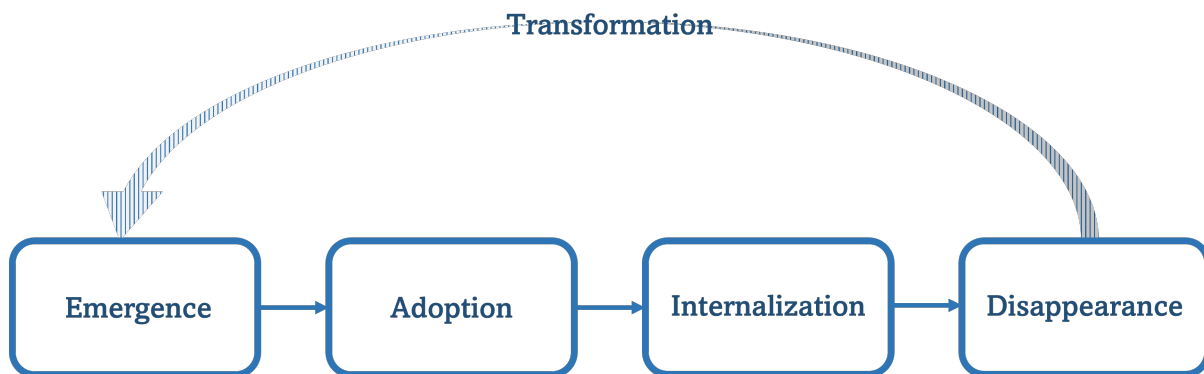 Transformation
Emergence
Adoption
Internalization
Disappearance